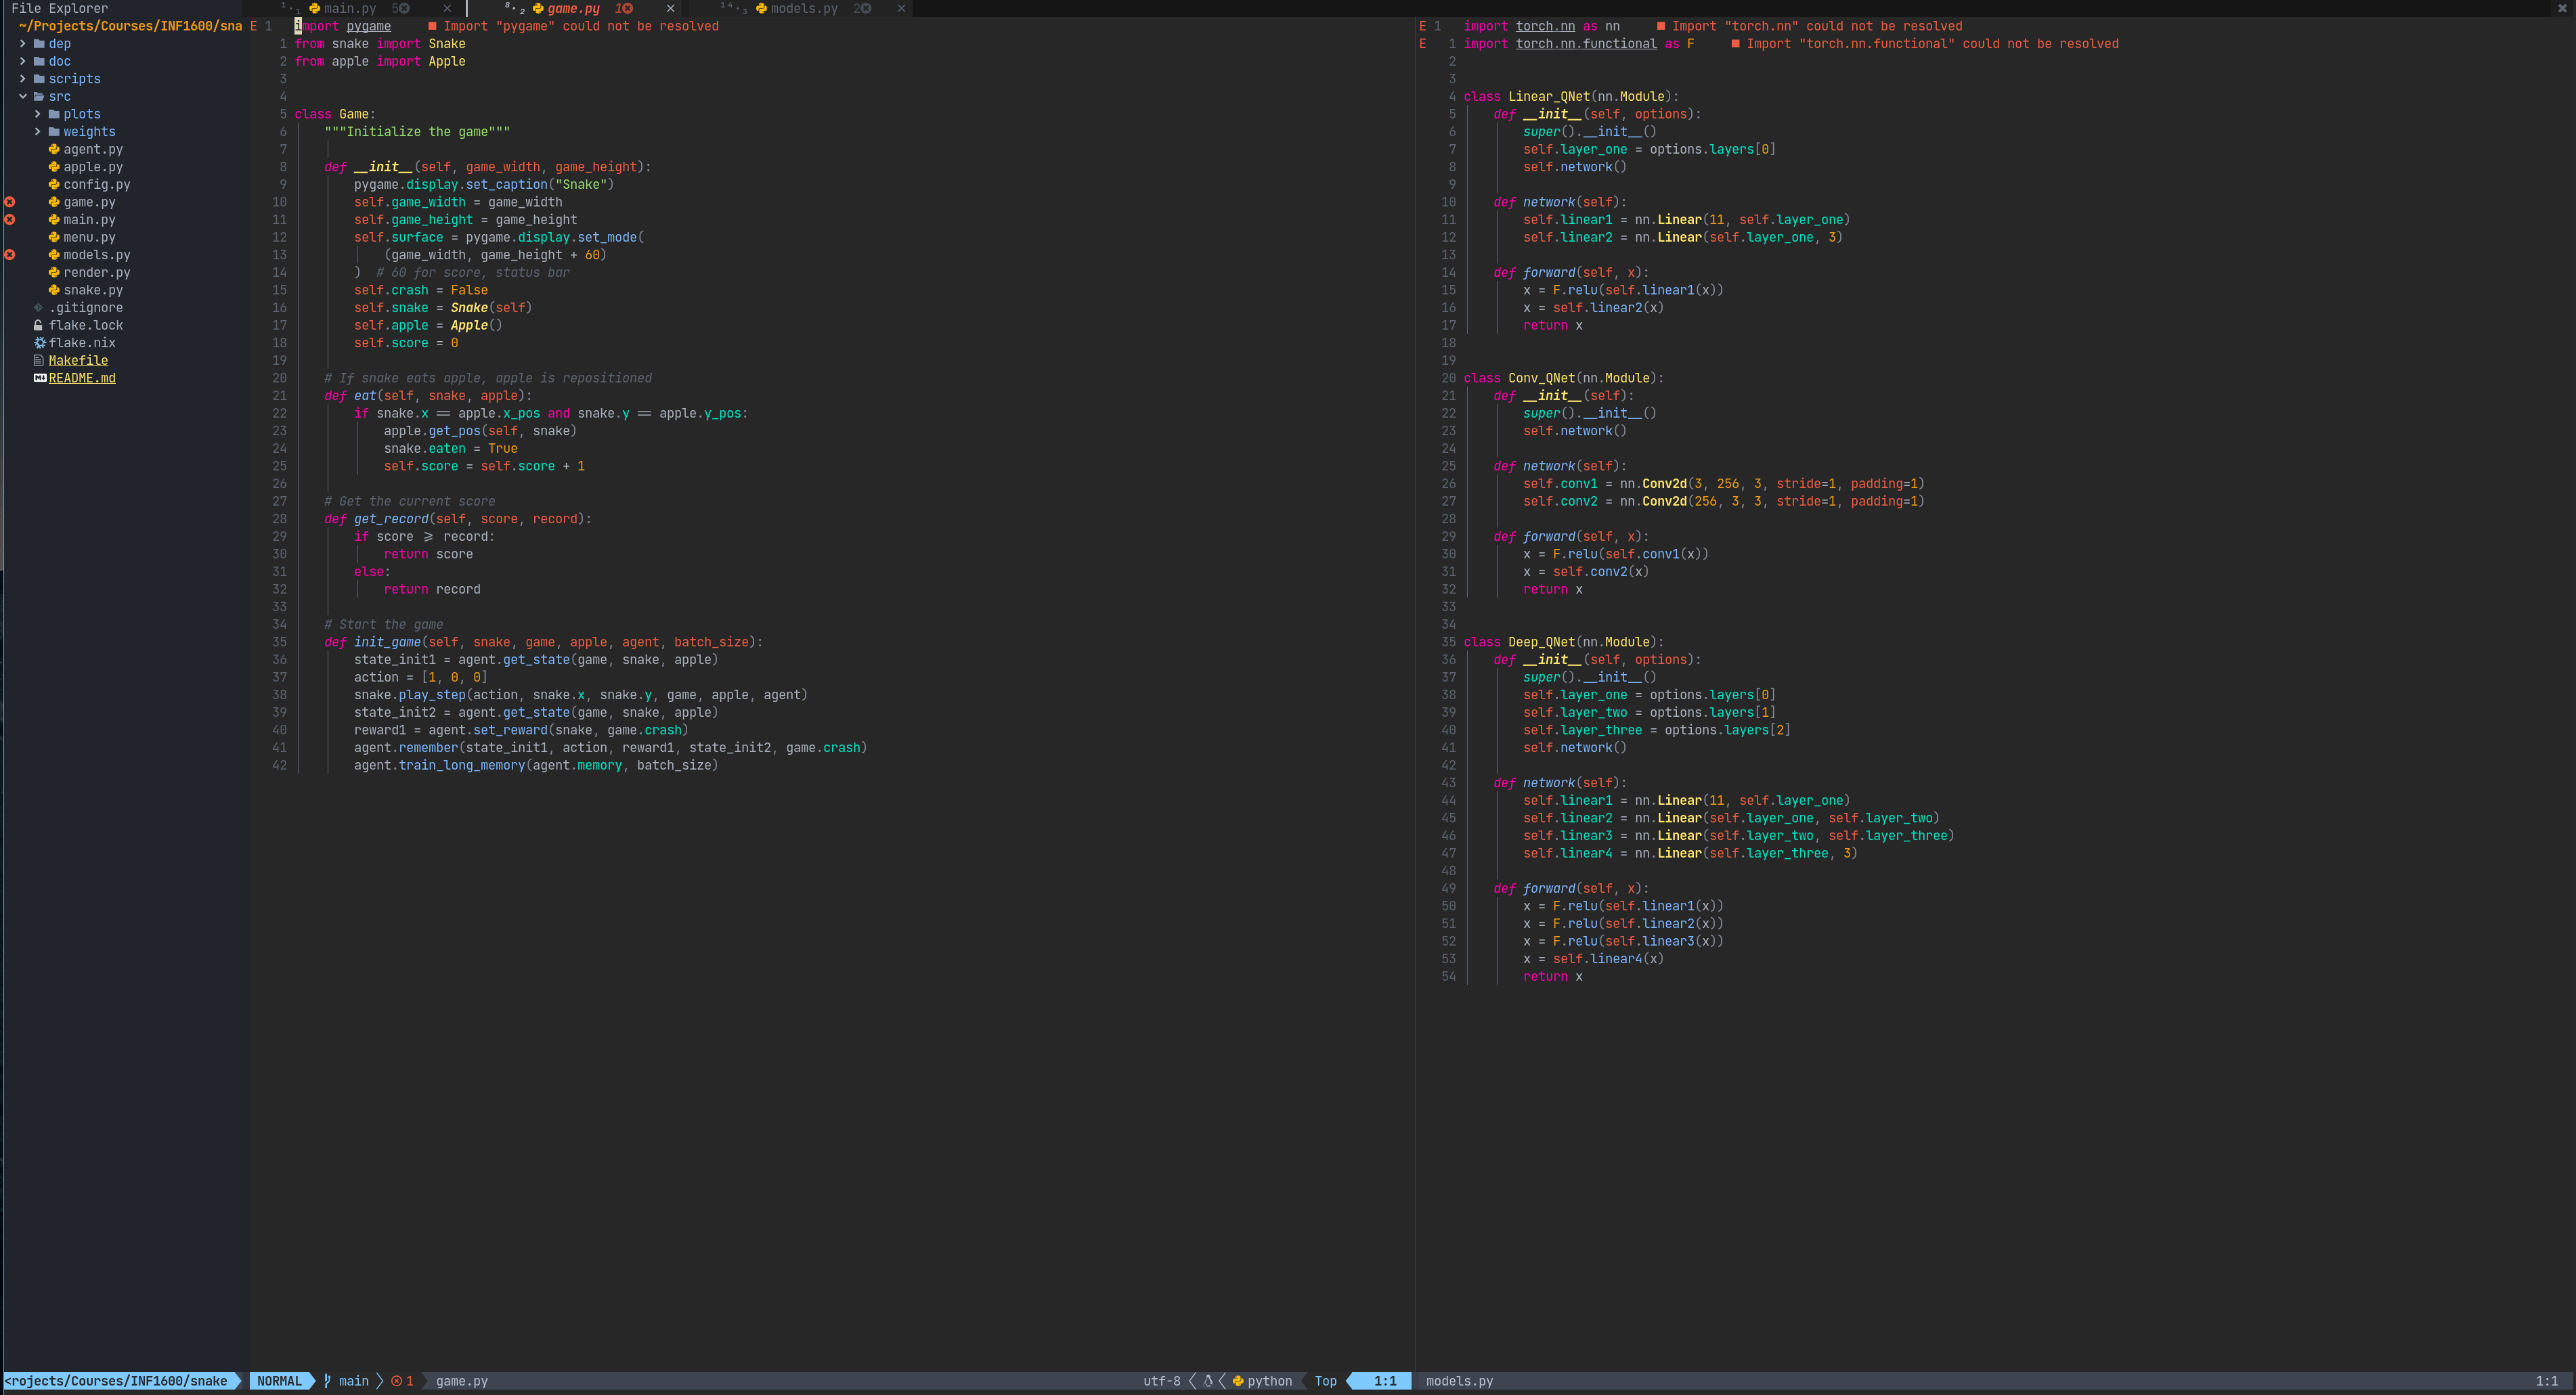 File Explorer
~/Projects/Courses/INF1600/sna
dep
doc
scripts
src
plots
weights
agent.py
apple.py
config.py
game.py
main.py
menu.py
models.py
render.py
snake.py
.gitignore
flake.lock
flake.nix
Makefile
README.md
<rojects/Courses/INF1600/snake
main.py 5
game.py 1
models.py 2
E 1 import pygame ■ Import "pygame" could not be resolved
1 from snake import Snake
2 from apple import Apple
3
4
5 class Game:
6 """Initialize the game"""
7
8 def __init__(self, game_width, game_height):
9 pygame.display.set_caption("Snake")
10 self.game_width = game_width
11 self.game_height = game_height
12 self.surface = pygame.display.set_mode(
13 (game_width, game_height + 60)
14 ) # 60 for score, status bar
15 self.crash = False
16 self.snake = Snake(self)
17 self.apple = Apple()
18 self.score = 0
19
20 # If snake eats apple, apple is repositioned
21 def eat(self, snake, apple):
22 if snake.x == apple.x_pos and snake.y == apple.y_pos:
23 apple.get_pos(self, snake)
24 snake.eaten = True
25 self.score = self.score + 1
26
27 # Get the current score
28 def get_record(self, score, record):
29 if score >= record:
30 return score
31 else:
32 return record
33
34 # Start the game
35 def init_game(self, snake, game, apple, agent, batch_size):
36 state_init1 = agent.get_state(game, snake, apple)
37 action = [1, 0, 0]
38 snake.play_step(action, snake.x, snake.y, game, apple, agent)
39 state_init2 = agent.get_state(game, snake, apple)
40 reward1 = agent.set_reward(snake, game.crash)
41 agent.remember(state_init1, action, reward1, state_init2, game.crash)
42 agent.train_long_memory(agent.memory, batch_size)
NORMAL main 1 game.py utf-8 python Top 1:1
E 1 import torch.nn as nn ■ Import "torch.nn" could not be resolved
E 1 import torch.nn.functional as F ■ Import "torch.nn.functional" could not be resolved
2
3
4 class Linear_QNet(nn.Module):
5 def __init__(self, options):
6 super().__init__()
7 self.layer_one = options.layers[0]
8 self.network()
9
10 def network(self):
11 self.linear1 = nn.Linear(11, self.layer_one)
12 self.linear2 = nn.Linear(self.layer_one, 3)
13
14 def forward(self, x):
15 x = F.relu(self.linear1(x))
16 x = self.linear2(x)
17 return x
18
19
20 class Conv_QNet(nn.Module):
21 def __init__(self):
22 super().__init__()
23 self.network()
24
25 def network(self):
26 self.conv1 = nn.Conv2d(3, 256, 3, stride=1, padding=1)
27 self.conv2 = nn.Conv2d(256, 3, 3, stride=1, padding=1)
28
29 def forward(self, x):
30 x = F.relu(self.conv1(x))
31 x = self.conv2(x)
32 return x
33
34
35 class Deep_QNet(nn.Module):
36 def __init__(self, options):
37 super().__init__()
38 self.layer_one = options.layers[0]
39 self.layer_two = options.layers[1]
40 self.layer_three = options.layers[2]
41 self.network()
42
43 def network(self):
44 self.linear1 = nn.Linear(11, self.layer_one)
45 self.linear2 = nn.Linear(self.layer_one, self.layer_two)
46 self.linear3 = nn.Linear(self.layer_two, self.layer_three)
47 self.linear4 = nn.Linear(self.layer_three, 3)
48
49 def forward(self, x):
50 x = F.relu(self.linear1(x))
51 x = F.relu(self.linear2(x))
52 x = F.relu(self.linear3(x))
53 x = self.linear4(x)
54 return x
models.py 1:1